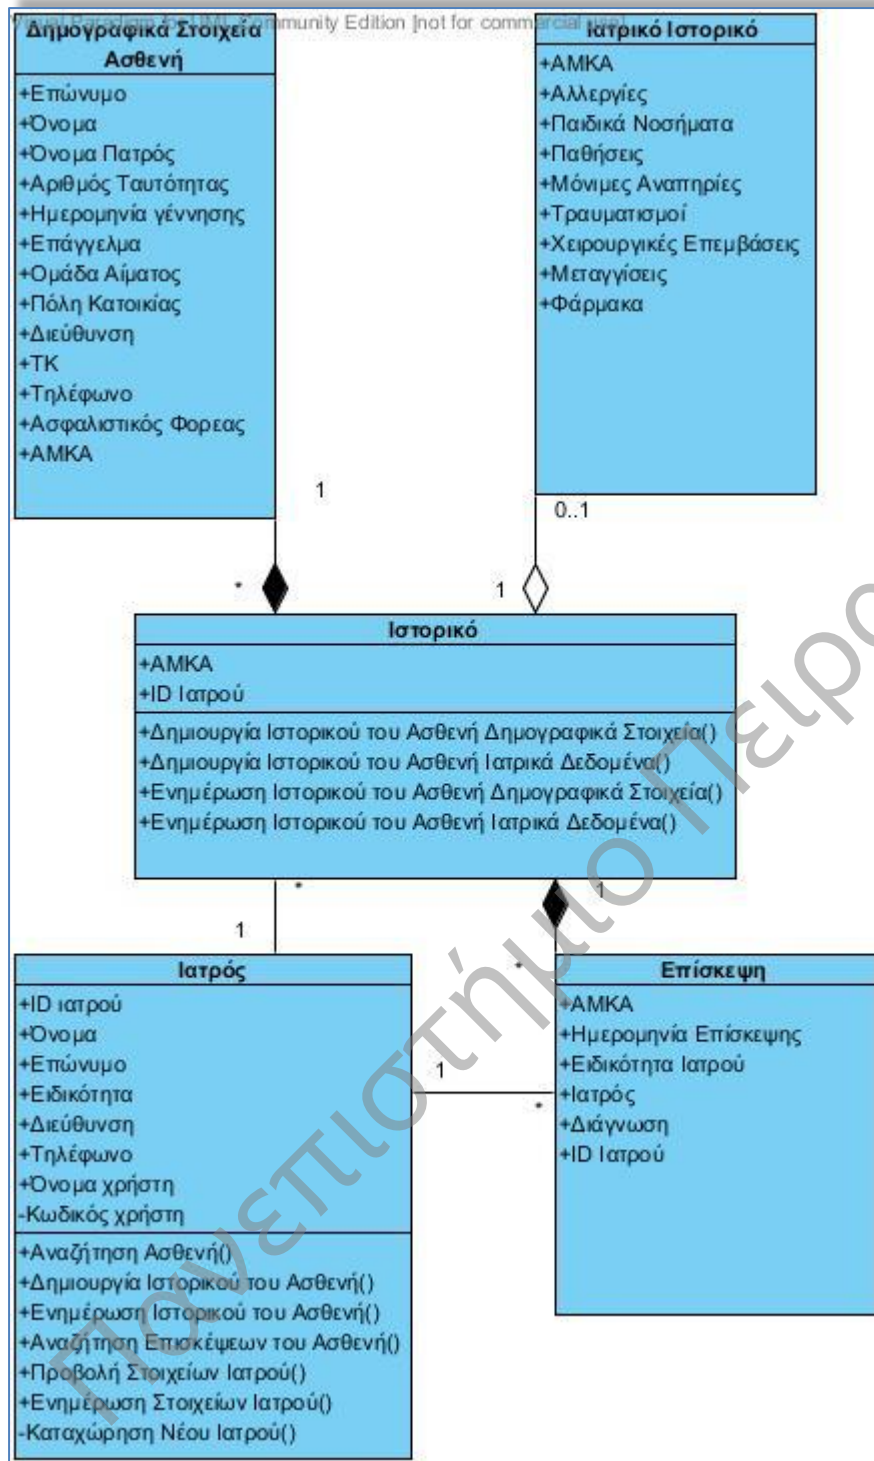 Visual Paradigm for UML Community Edition [not for commercial use]
Δημογραφικά Στοιχεία
Ασθενή
+Επώνυμο
+Όνομα
+Όνομα Πατρός
+Αριθμός Ταυτότητας
+Ημερομηνία γέννησης
+Επάγγελμα
+Ομάδα Αίματος
+Πόλη Κατοικίας
+Διεύθυνση
+ΤΚ
+Τηλέφωνο
+Ασφαλιστικός Φορεας
+ΑΜΚΑ
Ιατρικό Ιστορικό
+ΑΜΚΑ
+Αλλεργίες
+Παιδικά Νοσήματα
+Παθήσεις
+Μόνιμες Αναπηρίες
+Τραυματισμοί
+Χειρουργικές Επεμβάσεις
+Μεταγγίσεις
+Φάρμακα
1
0..1
*
1
Ιστορικό
+ΑΜΚΑ
+ID Ιατρού
+Δημιουργία Ιστορικού του Ασθενή Δημογραφικά Στοιχεία()
+Δημιουργία Ιστορικού του Ασθενή Ιατρικά Δεδομένα()
+Ενημέρωση Ιστορικού του Ασθενή Δημογραφικά Στοιχεία()
+Ενημέρωση Ιστορικού του Ασθενή Ιατρικά Δεδομένα()
*
1
1
*
Ιατρός
+ID ιατρού
+Όνομα
+Επώνυμο
+Ειδικότητα
+Διεύθυνση
+Τηλέφωνο
+Όνομα χρήστη
-Κωδικός χρήστη
+Αναζήτηση Ασθενή()
+Δημιουργία Ιστορικού του Ασθενή()
+Ενημέρωση Ιστορικού του Ασθενή()
+Αναζήτηση Επισκέψεων του Ασθενή()
+Προβολή Στοιχείων Ιατρού()
+Ενημέρωση Στοιχείων Ιατρού()
-Καταχώρηση Νέου Ιατρού()
1
*
Επίσκεψη
+ΑΜΚΑ
+Ημερομηνία Επίσκεψης
+Ειδικότητα Ιατρού
+Ιατρός
+Διάγνωση
+ID Ιατρού
Πανεπιστήμιο